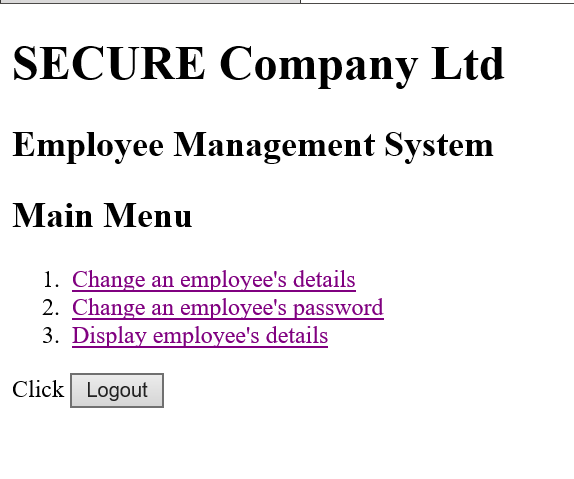 SECURE Company Ltd
Employee Management System
Main Menu
1. Change an employee's details
2. Change an employee's password
3. Display employee's details
Click Logout